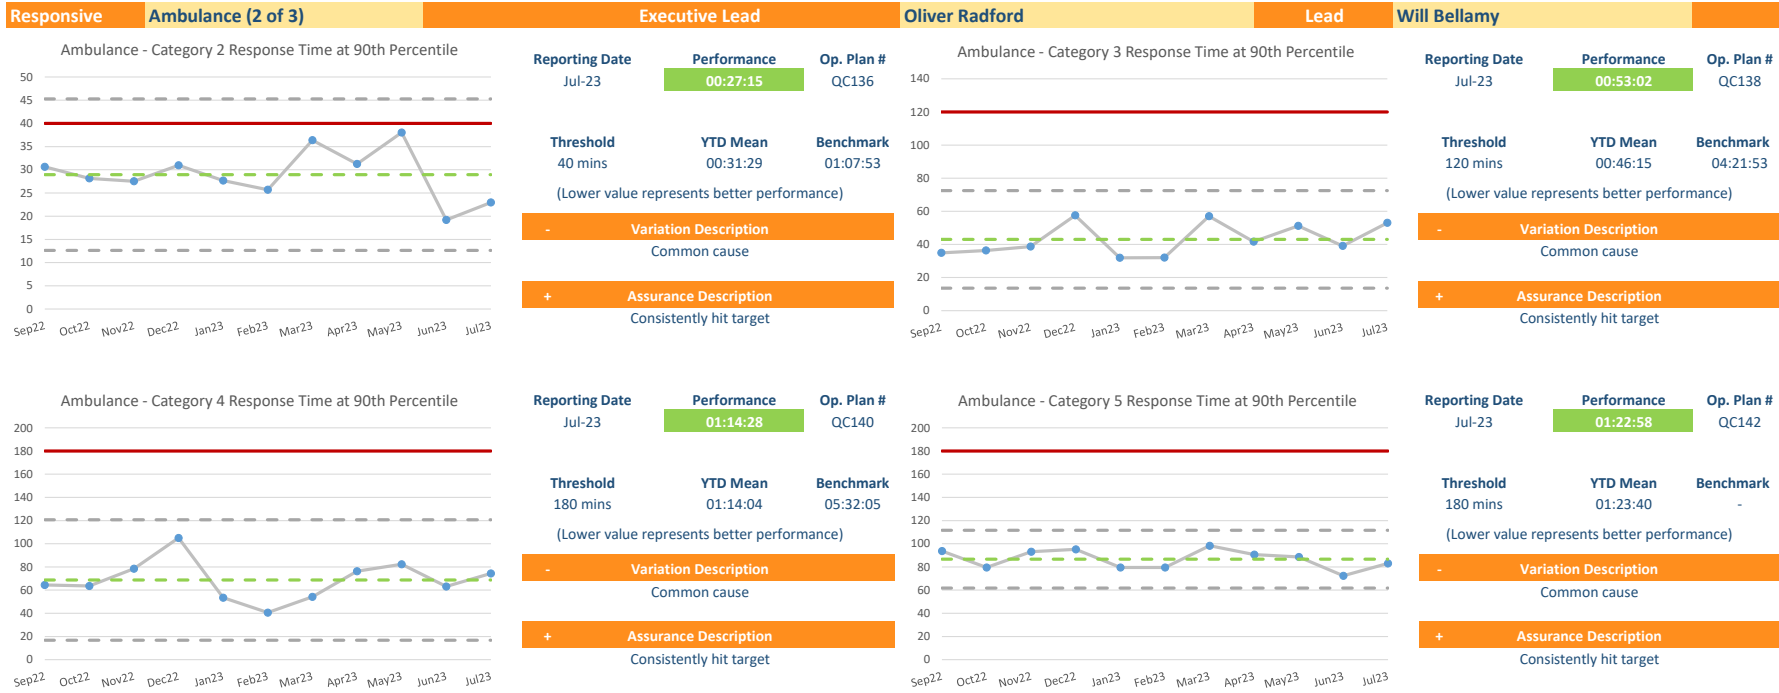 Responsive Ambulance (2 of 3) Executive Lead Oliver Radford Lead Will Bellamy
Ambulance - Category 2 Response Time at 90th Percentile
50
45
40
35
30
25
20
15
10
5
0
Sep22 Oct22 Nov22 Dec22 Jan23 Feb23 Mar23 Apr23 May23 Jun23 Jul23
Reporting Date Performance Op. Plan #
Jul-23 00:27:15 QC136
Threshold YTD Mean Benchmark
40 mins 00:31:29 01:07:53
(Lower value represents better performance)
- Variation Description
Common cause
+ Assurance Description
Consistently hit target
Ambulance - Category 3 Response Time at 90th Percentile
140
120
100
80
60
40
20
0
Sep22 Oct22 Nov22 Dec22 Jan23 Feb23 Mar23 Apr23 May23 Jun23 Jul23
Reporting Date Performance Op. Plan #
Jul-23 00:53:02 QC138
Threshold YTD Mean Benchmark
120 mins 00:46:15 04:21:53
(Lower value represents better performance)
- Variation Description
Common cause
+ Assurance Description
Consistently hit target
Ambulance - Category 4 Response Time at 90th Percentile
200
180
160
140
120
100
80
60
40
20
0
Sep22 Oct22 Nov22 Dec22 Jan23 Feb23 Mar23 Apr23 May23 Jun23 Jul23
Reporting Date Performance Op. Plan #
Jul-23 01:14:28 QC140
Threshold YTD Mean Benchmark
180 mins 01:14:04 05:32:05
(Lower value represents better performance)
- Variation Description
Common cause
+ Assurance Description
Consistently hit target
Ambulance - Category 5 Response Time at 90th Percentile
200
180
160
140
120
100
80
60
40
20
0
Sep22 Oct22 Nov22 Dec22 Jan23 Feb23 Mar23 Apr23 May23 Jun23 Jul23
Reporting Date Performance Op. Plan #
Jul-23 01:22:58 QC142
Threshold YTD Mean Benchmark
180 mins 01:23:40 -
(Lower value represents better performance)
- Variation Description
Common cause
+ Assurance Description
Consistently hit target